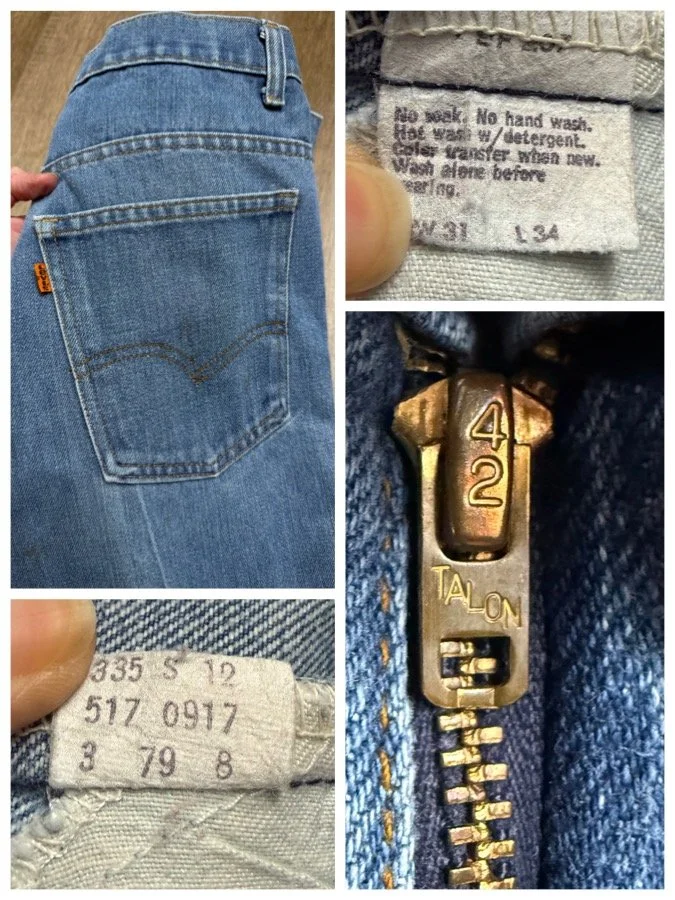 No soak. No hand wash.
Hot wash w/detergent.
Color transfer when new.
Wash alone before
W 31 L 34
42
TALON
335 S 12
517 0917
3 79 8